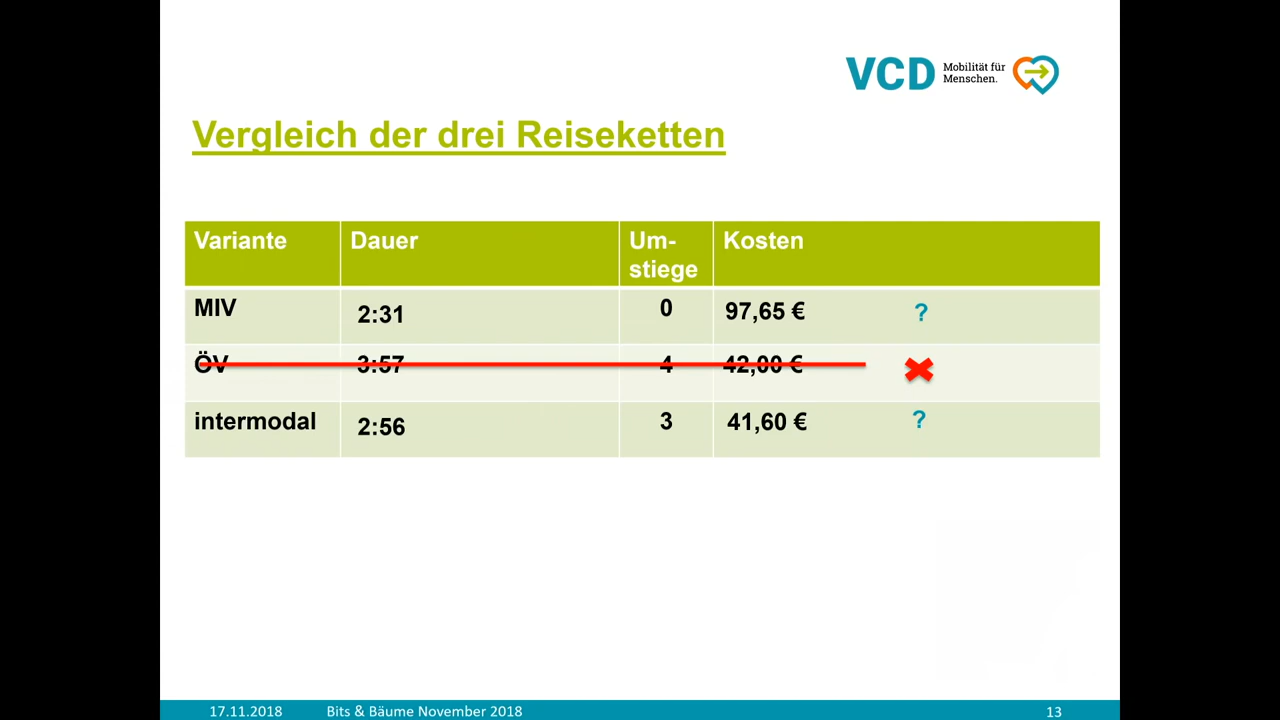 VCD Mobilität für
Menschen.
Vergleich der drei Reiseketten
Variante Dauer Um- Kosten
stiege
MIV 2:31 0 97,65 € ?
ÖV 3:57 4 42,00 €
intermodal 2:56 3 41,60 € ?
17.11.2018 Bits & Bäume November 2018 13